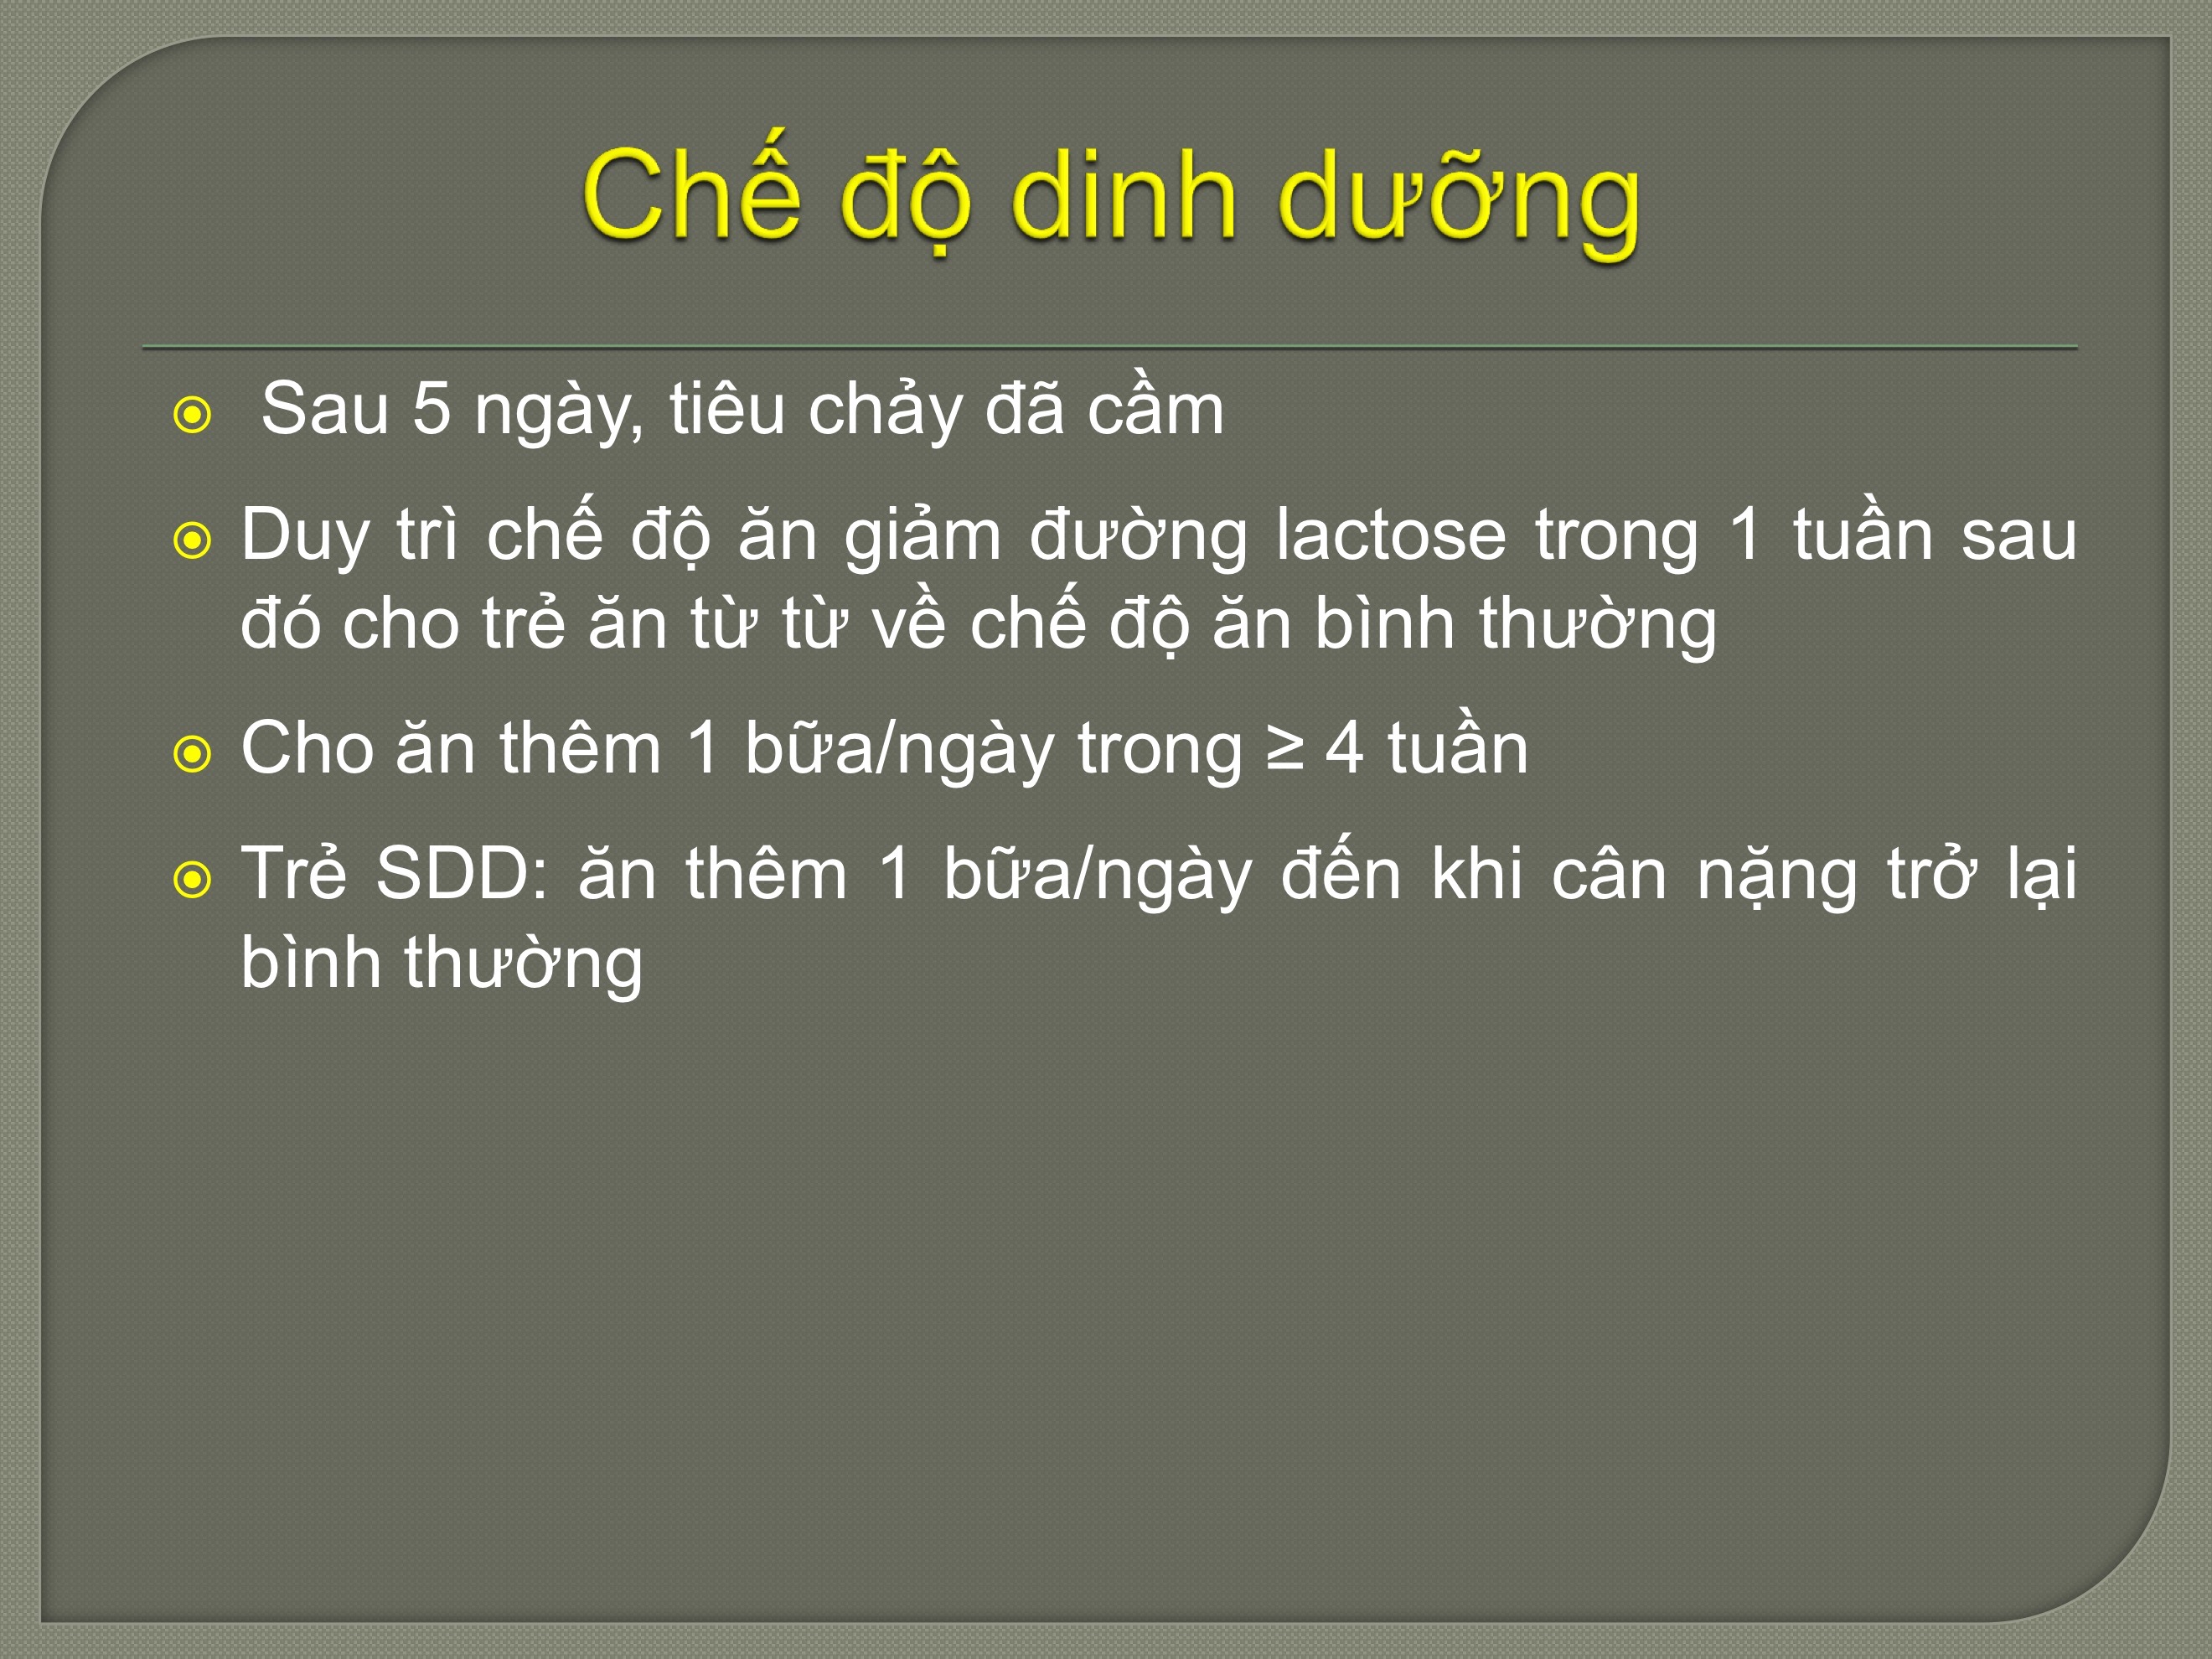 Chế độ dinh dưỡng
Sau 5 ngày, tiêu chảy đã cầm
Duy trì chế độ ăn giảm đường lactose trong 1 tuần sau
đó cho trẻ ăn từ từ về chế độ ăn bình thường
Cho ăn thêm 1 bữa/ngày trong ≥ 4 tuần
Trẻ SDD: ăn thêm 1 bữa/ngày đến khi cân nặng trở lại
bình thường